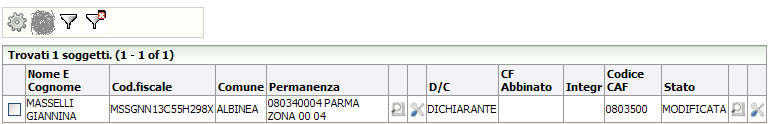 Trovati 1 soggetti. (1 - 1 of 1)
Nome E Cognome Cod.fiscale Comune Permanenza D/C CF Abbinato Integr Codice CAF Stato
MASSELLI GIANNINA MSSGNN13C55H298X ALBINEA 080340004 PARMA ZONA 00 04 DICHIARANTE 0803500 MODIFICATA